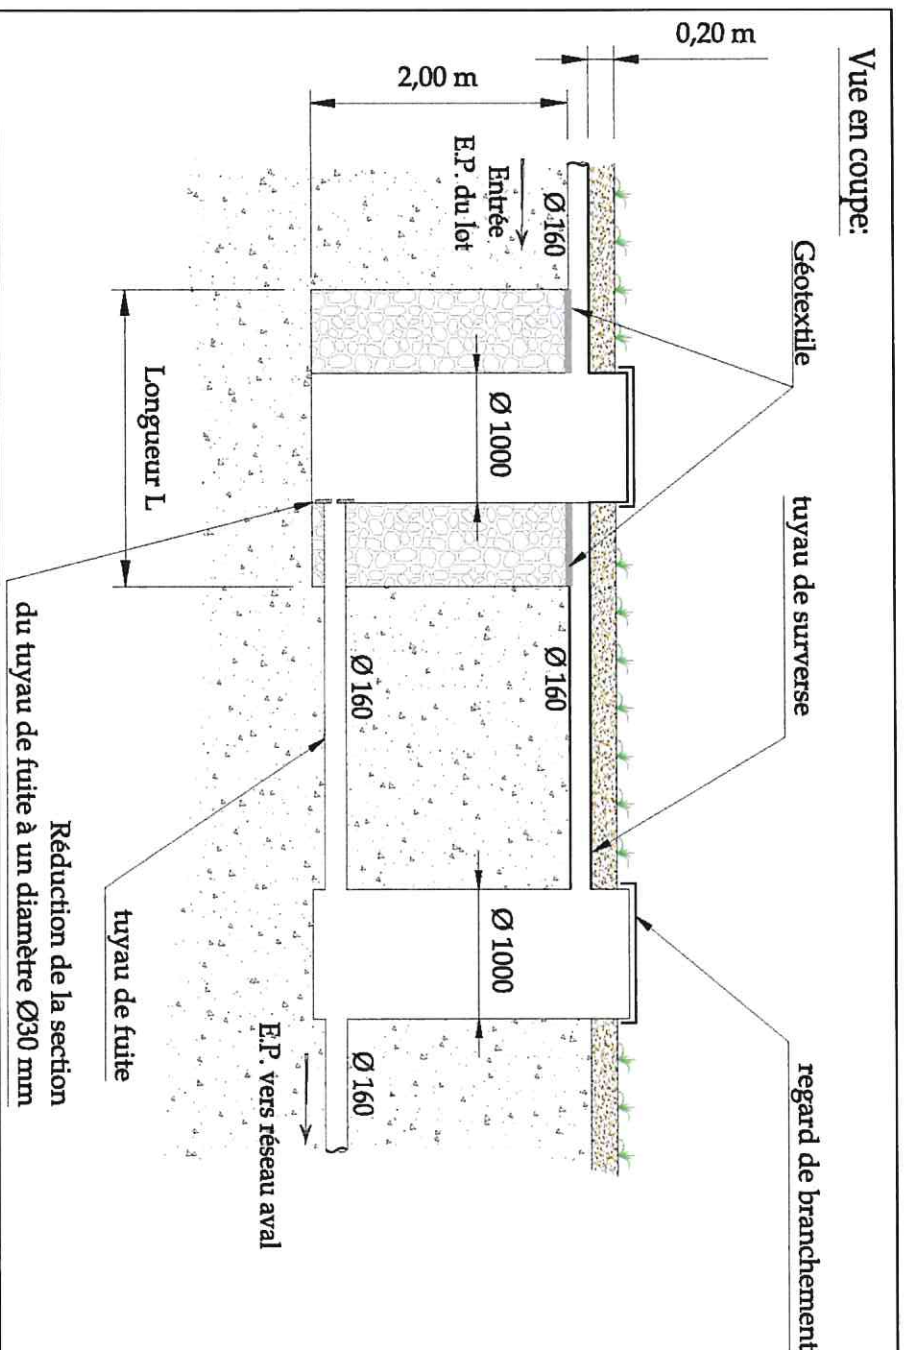 Vue en coupe:
Géotextile
tuyau de surverse
regard de branchement
0,20 m
2,00 m
Ø 160
Entrée
E.P. du lot
Ø 1000
Ø 160
Ø 1000
Ø 160
Ø 160
E.P. vers réseau aval
Longueur L
tuyau de fuite
Réduction de la section
du tuyau de fuite à un diamètre Ø30 mm